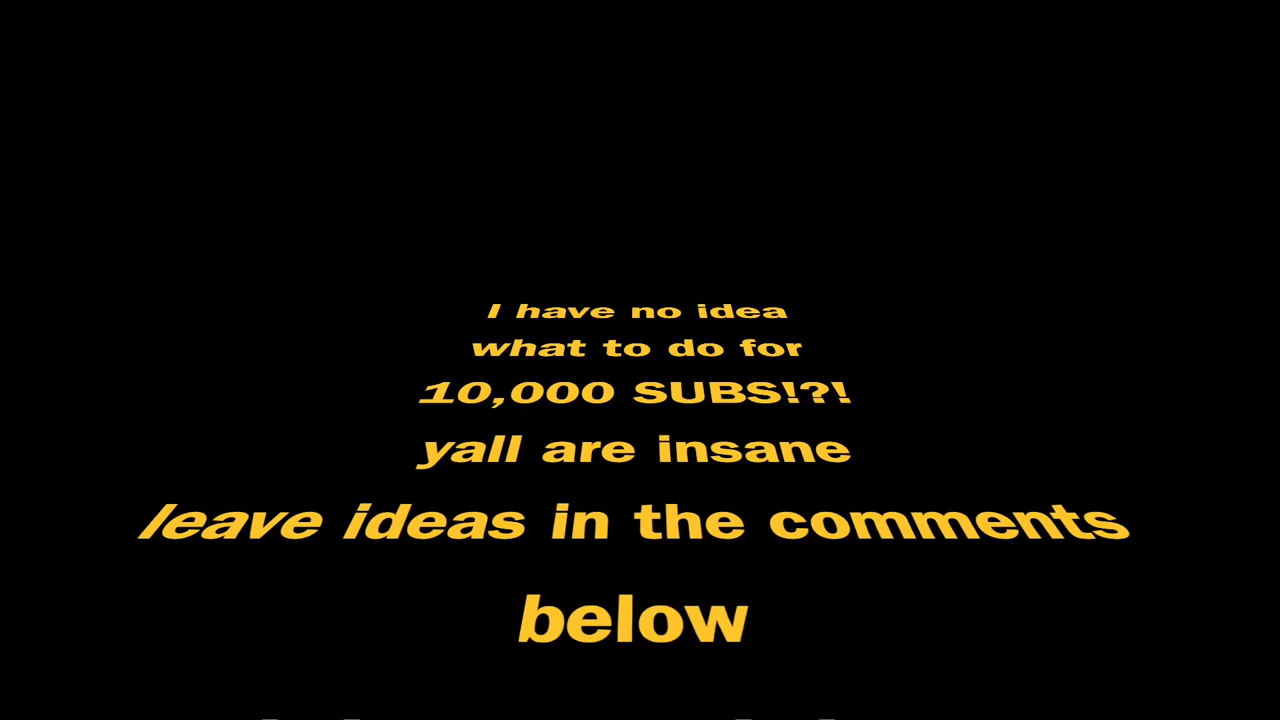 I have no idea
what to do for
10,000 SUBS!?!
yall are insane
leave ideas in the comments
below